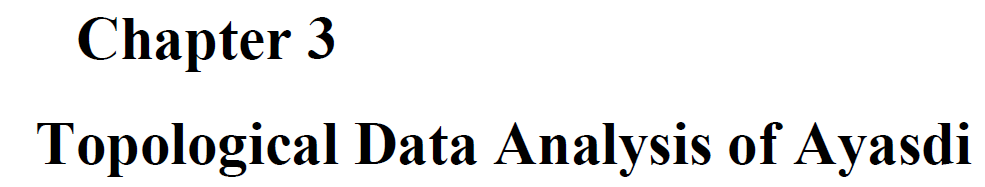 Chapter 3
Topological Data Analysis of Ayasdi